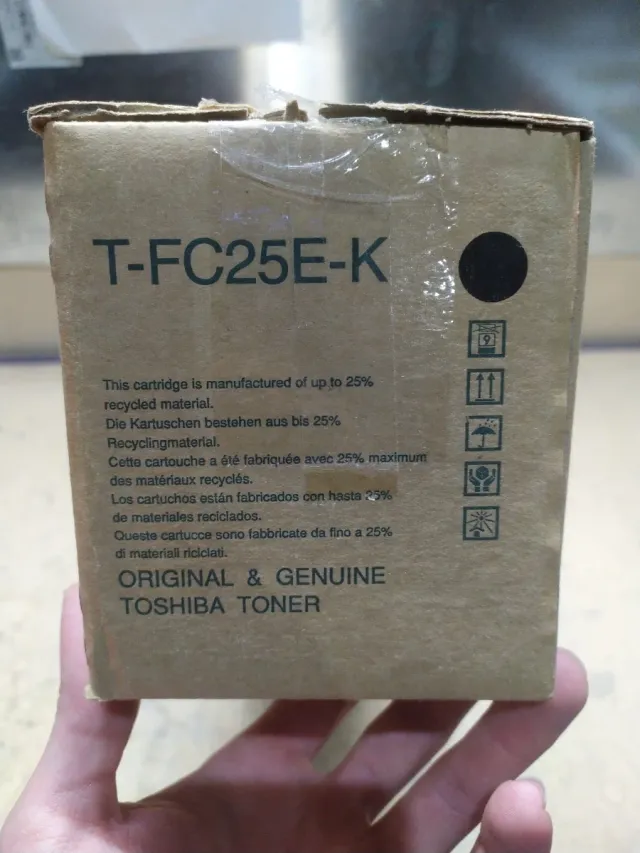 T-FC25E-K
9
This cartridge is manufactured of up to 25%
recycled material.
Die Kartuschen bestehen aus bis 25%
Recyclingmaterial.
Cette cartouche a été fabriquée avec 25% maximum
des matériaux recyclés.
Los cartuchos están fabricados con hasta 25%
de materiales reciclados.
Queste cartucce sono fabbricate da fino a 25%
di materiali riciclati.
ORIGINAL & GENUINE
TOSHIBA TONER